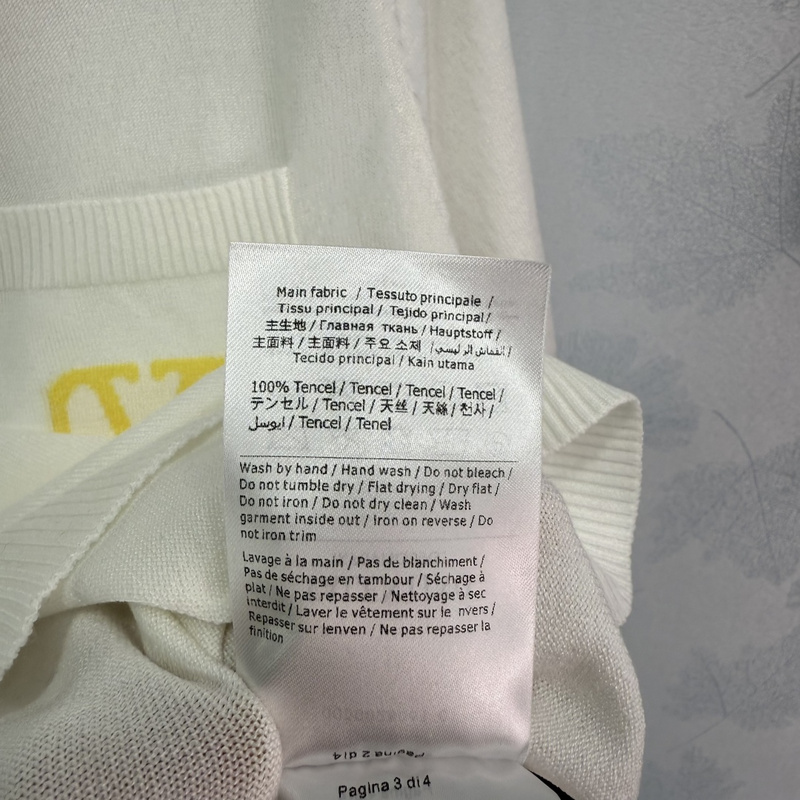 Main fabric / Tessuto principale /
Tissu principal / Tejido principal /
主生地 / Главная ткань / Hauptstoff /
主面料 / 主面料 / 주요 소재 / القماش الرئيسي /
Tecido principal / Kain utama
100% Tencel / Tencel / Tencel / Tencel /
テンセル / Tencel / 天丝 / 天絲 / 천사 /
ايوسل / Tencel / Tenel
Wash by hand / Hand wash / Do not bleach /
Do not tumble dry / Flat drying / Dry flat /
Do not iron / Do not dry clean / Wash
garment inside out / iron on reverse / Do
not iron trim
Lavage à la main / Pas de blanchiment /
Pas de séchage en tambour / Séchage à
plat / Ne pas repasser / Nettoyage à sec
interdit / Laver le vêtement sur le nvers /
Repasser sur lenven / Ne pas repasser la
finition
Pagina 2 di 4
Pagina 3 di 4